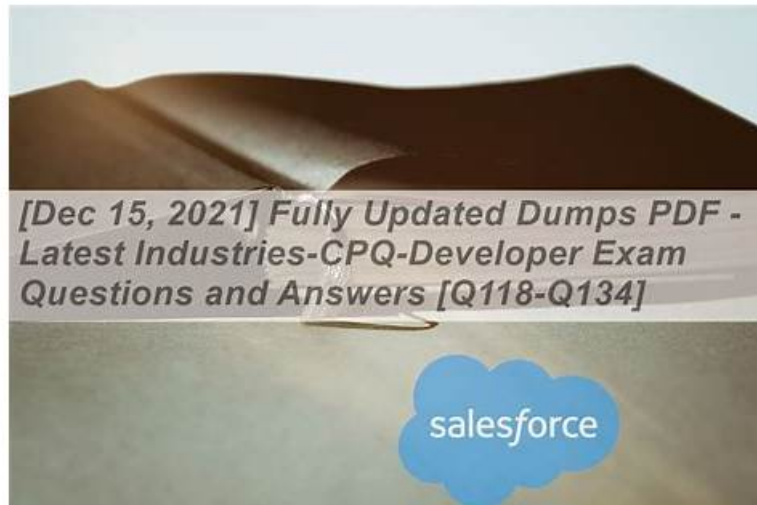 [Dec 15, 2021] Fully Updated Dumps PDF -
Latest Industries-CPQ-Developer Exam
Questions and Answers [Q118-Q134]
salesforce